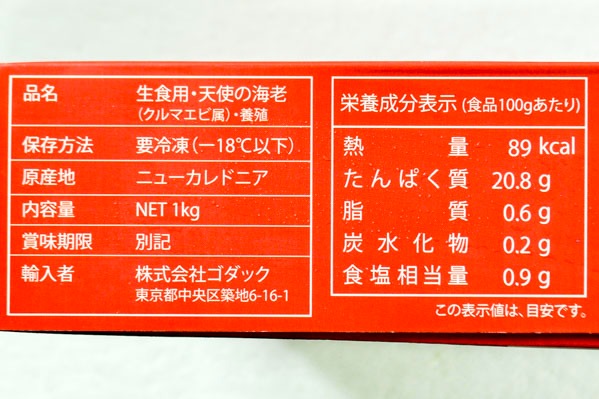 品名 生食用・天使の海老
(クルマエビ属)・養殖
保存方法 要冷凍(ー18℃以下)
原産地 ニューカレドニア
内容量 NET 1kg
賞味期限 別記
輸入者 株式会社ゴダック
東京都中央区築地6-16-1
栄養成分表示 (食品100gあたり)
熱量 89 kcal
たんぱく質 20.8 g
脂質 0.6 g
炭水化物 0.2 g
食塩相当量 0.9 g
この表示値は、目安です。